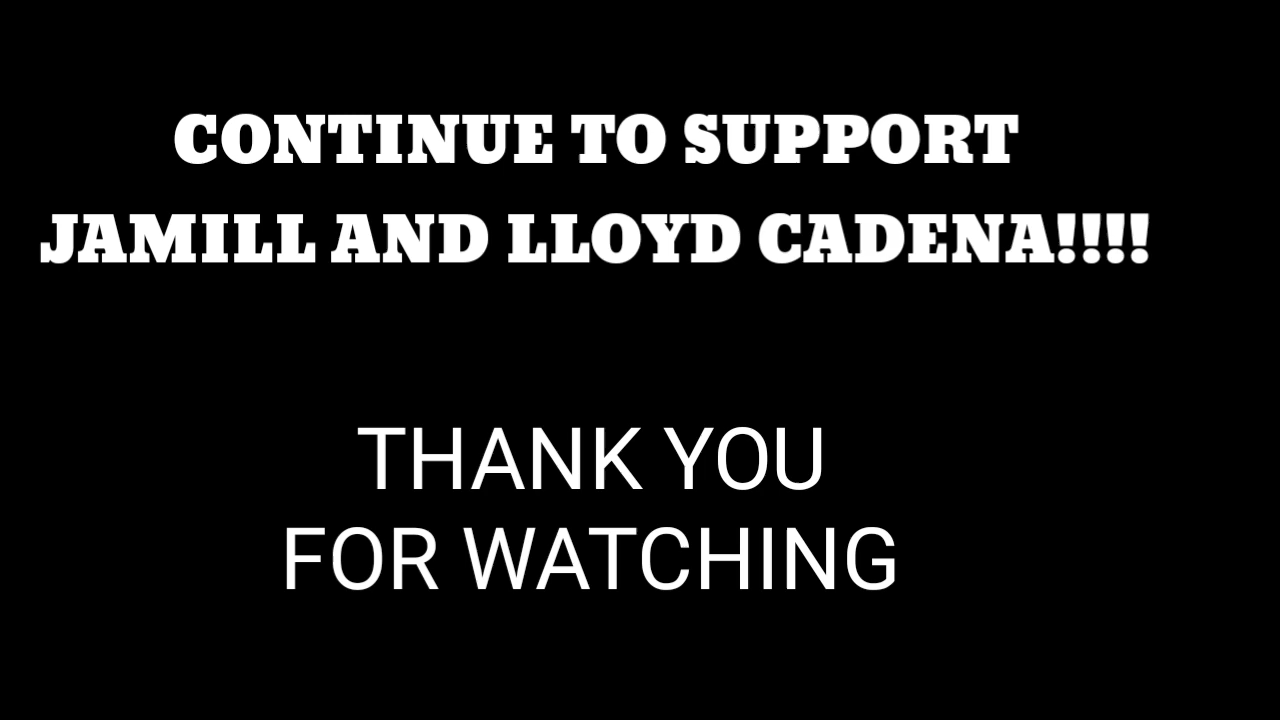 CONTINUE TO SUPPORT
JAMILL AND LLOYD CADENA!!!!
THANK YOU
FOR WATCHING